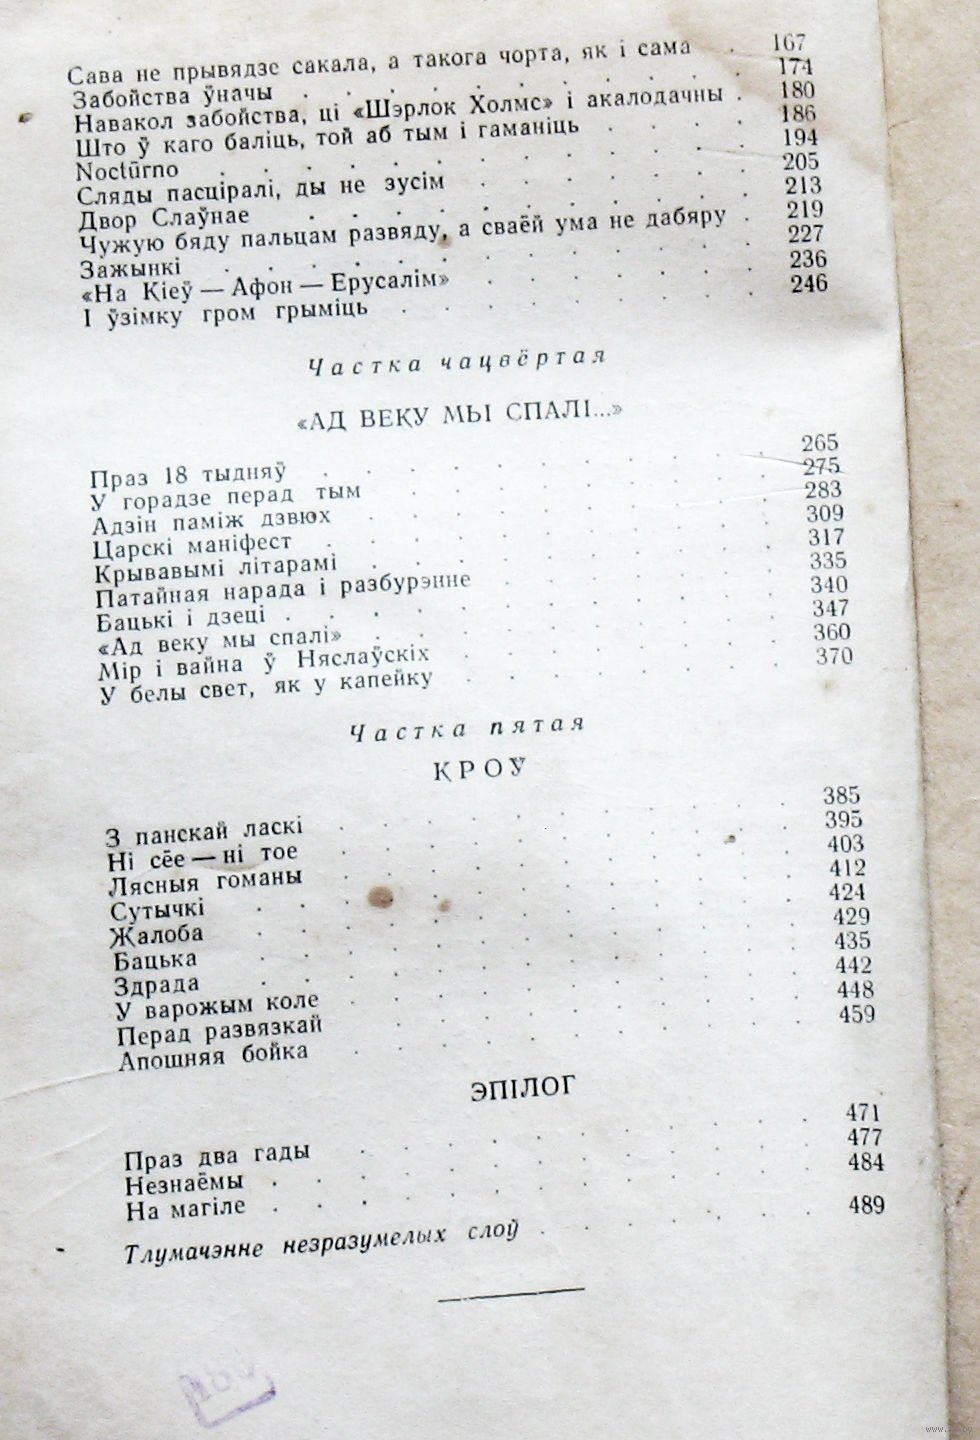 Сава не прывядзе сакала, а такога чорта, як і сама . 167
Забойства ўначы . . . . . . . . . . 174
Навакол забойства, ці «Шэрлок Холмс» і акалодачны . 180
Што ў каго баліць, той аб тым і гаманіць . . . . 186
Noctūrno . . . . . . . . . . . . 194
Сляды пасціралі, ды не зусім . . . . . . . 205
Двор Слаўнае . . . . . . . . . . . 213
Чужую бяду пальцам развяду, а сваёй ума не дабяру . 219
Зажынкі . . . . . . . . . . . . . 227
«На Кіеў — Афон — Ерусалім» . . . . . . . 236
І ўзімку гром грыміць . . . . . . . . . 246
Частка чацвёртая
«АД ВЕКУ МЫ СПАЛІ...»
Праз 18 тыдняў . . . . . . . . . . . 265
У горадзе перад тым . . . . . . . . . 275
Адзін паміж дзвюх . . . . . . . . . . 283
Царскі маніфест . . . . . . . . . . . 309
Крывавымі літарамі . . . . . . . . . . 317
Патайная нарада і разбурэнне . . . . . . . 335
Бацькі і дзеці . . . . . . . . . . . . 340
«Ад веку мы спалі» . . . . . . . . . . 347
Мір і вайна ў Няслаўскіх . . . . . . . . 360
У белы свет, як у капейку . . . . . . . . 370
Частка пятая
КРОУ
З панскай ласкі . . . . . . . . . . . 385
Ні сёе — ні тое . . . . . . . . . . . 395
Лясныя гоманы . . . . . . . . . . . 403
Сутычкі . . . . . . . . . . . . . 412
Жалоба . . . . . . . . . . . . . 424
Бацька . . . . . . . . . . . . . 429
Здрада . . . . . . . . . . . . . 435
У варожым коле . . . . . . . . . . . 442
Перад развязкай . . . . . . . . . . 448
Апошняя бойка . . . . . . . . . . . 459
ЭПІЛОГ
Праз два гады . . . . . . . . . . . 471
Незнаёмы . . . . . . . . . . . . . 477
На магіле . . . . . . . . . . . . . 484
Тлумачэнне незразумелых слоў . . . . . . . 489